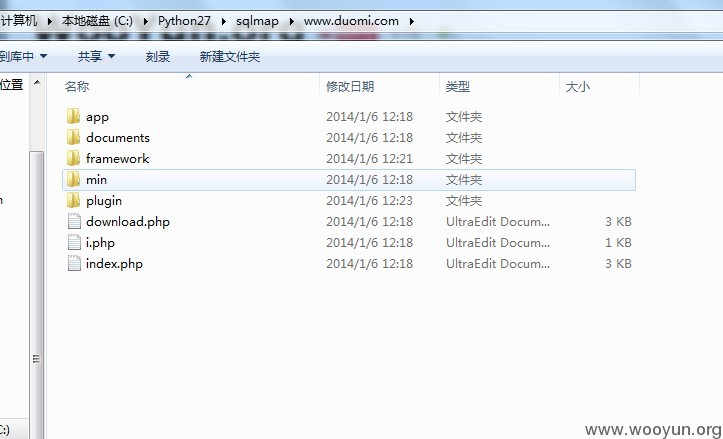 计算机 ▸ 本地磁盘 (C:) ▸ Python27 ▸ sqlmap ▸ www.duomi.com ▸
到库中 共享 刻录 新建文件夹
位置
名称 修改日期 类型 大小
app 2014/1/6 12:18 文件夹
documents 2014/1/6 12:18 文件夹
framework 2014/1/6 12:21 文件夹
min 2014/1/6 12:18 文件夹
plugin 2014/1/6 12:23 文件夹
download.php 2014/1/6 12:18 UltraEdit Docum... 3 KB
i.php 2014/1/6 12:18 UltraEdit Docum... 1 KB
index.php 2014/1/6 12:18 UltraEdit Docum... 3 KB
C:)
www.wooyun.org